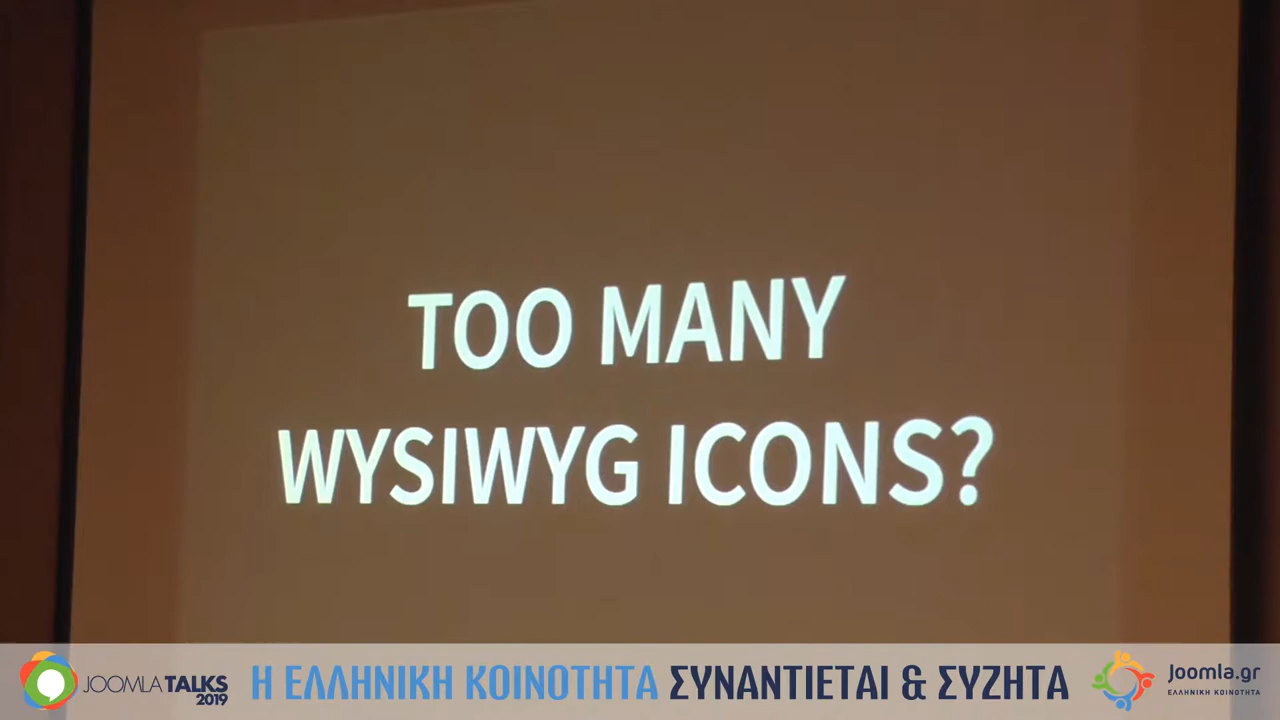 TOO MANY
WYSIWYG ICONS?
JOOMLA TALKS
2019
Η ΕΛΛΗΝΙΚΗ ΚΟΙΝΟΤΗΤΑ ΣΥΝΑΝΤΙΕΤΑΙ & ΣΥΖΗΤΑ
Joomla.gr
ΕΛΛΗΝΙΚΗ ΚΟΙΝΟΤΗΤΑ